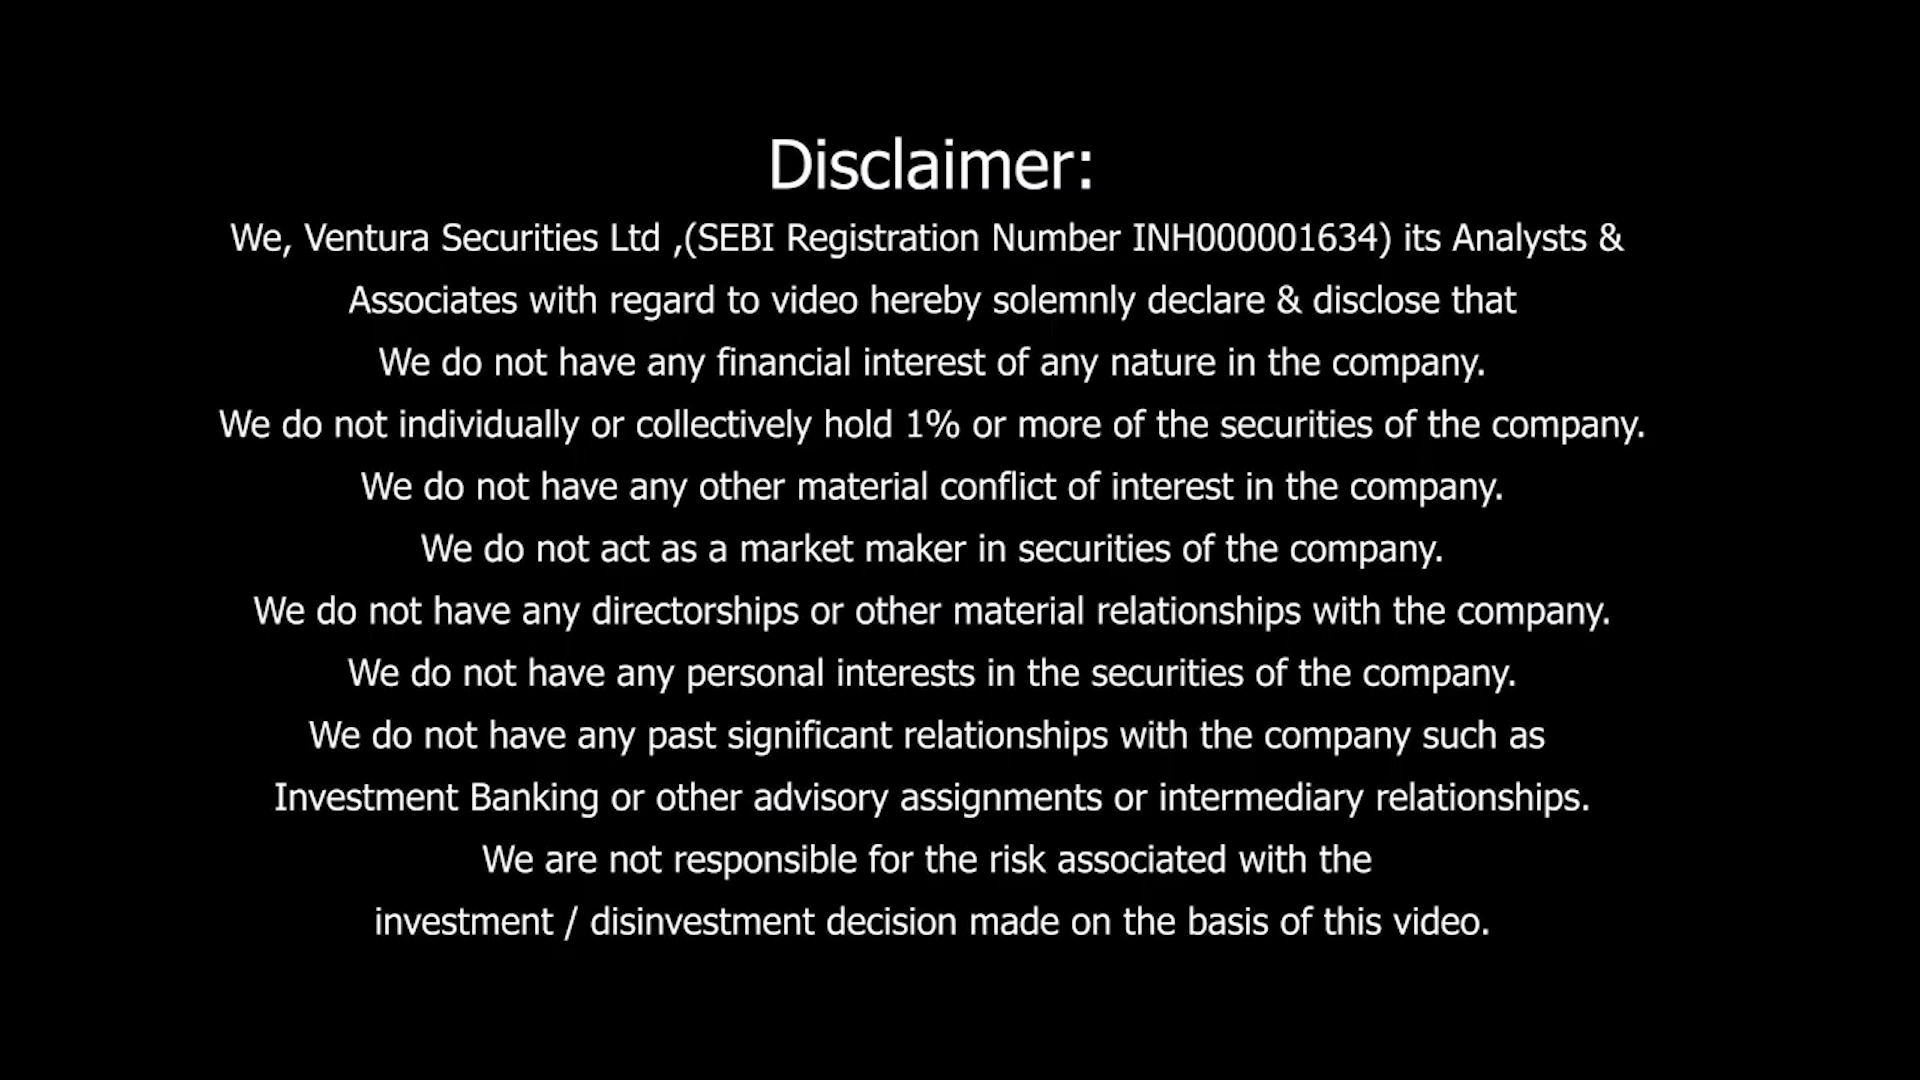 Disclaimer:
We, Ventura Securities Ltd ,(SEBI Registration Number INH000001634) its Analysts &
Associates with regard to video hereby solemnly declare & disclose that
We do not have any financial interest of any nature in the company.
We do not individually or collectively hold 1% or more of the securities of the company.
We do not have any other material conflict of interest in the company.
We do not act as a market maker in securities of the company.
We do not have any directorships or other material relationships with the company.
We do not have any personal interests in the securities of the company.
We do not have any past significant relationships with the company such as
Investment Banking or other advisory assignments or intermediary relationships.
We are not responsible for the risk associated with the
investment / disinvestment decision made on the basis of this video.